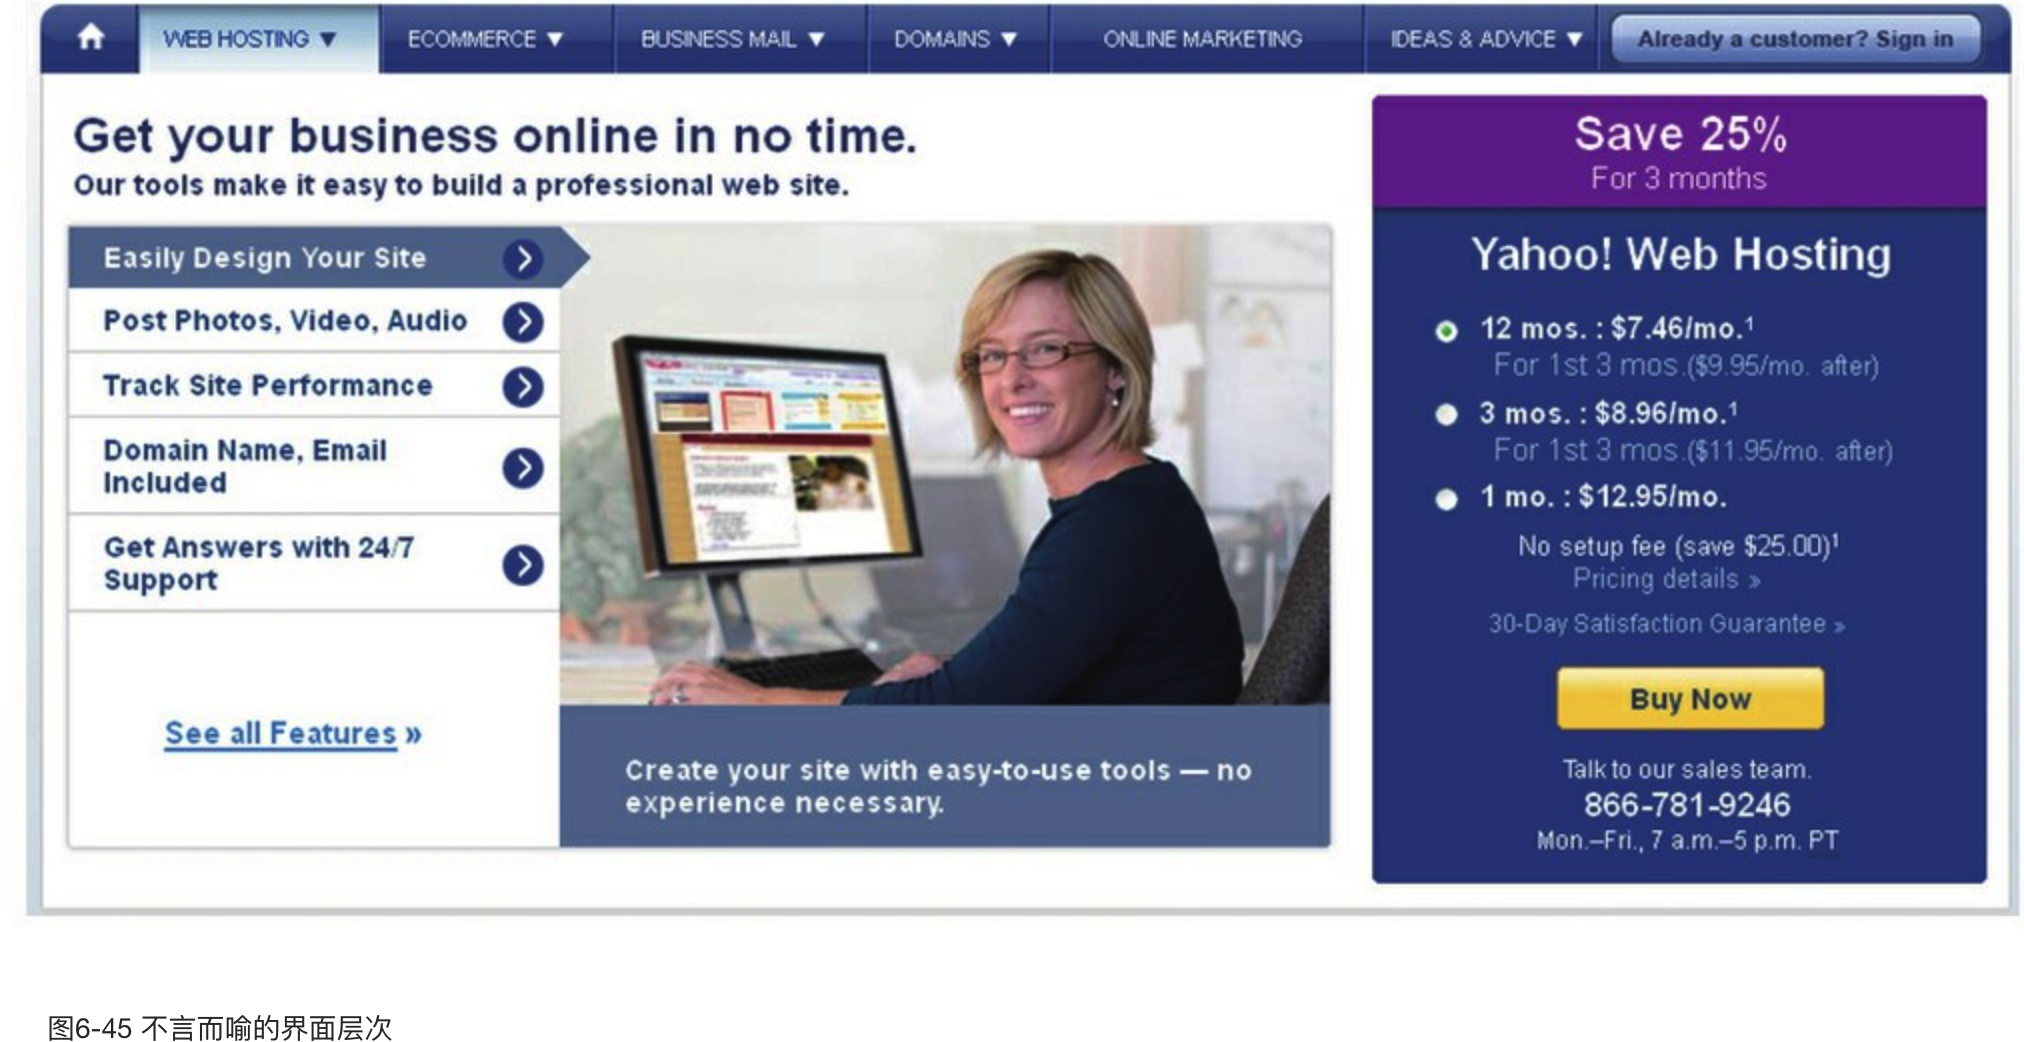 WEB HOSTING ▼ ECOMMERCE ▼ BUSINESS MAIL ▼ DOMAINS ▼ ONLINE MARKETING IDEAS & ADVICE ▼ Already a customer? Sign in
Get your business online in no time.
Our tools make it easy to build a professional web site.
Easily Design Your Site
Post Photos, Video, Audio
Track Site Performance
Domain Name, Email
Included
Get Answers with 24/7
Support
See all Features »
Create your site with easy-to-use tools — no
experience necessary.
Save 25%
For 3 months
Yahoo! Web Hosting
12 mos. : $7.46/mo.¹
For 1st 3 mos.($9.95/mo. after)
3 mos. : $8.96/mo.¹
For 1st 3 mos.($11.95/mo. after)
1 mo. : $12.95/mo.
No setup fee (save $25.00)¹
Pricing details »
30-Day Satisfaction Guarantee »
Buy Now
Talk to our sales team.
866-781-9246
Mon.–Fri., 7 a.m.–5 p.m. PT
图6-45 不言而喻的界面层次